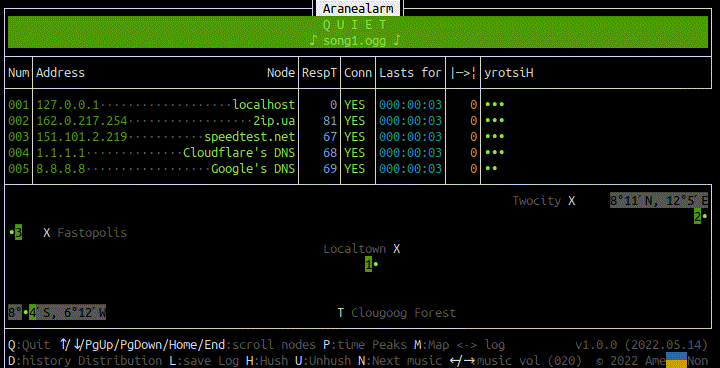 Aranealarm
Q U I E T
♪ song1.ogg ♪
Num Address Node RespT Conn Lasts for |─>¦ yrotsiH
001 127.0.0.1···················localhost 0 YES 000:00:03 0 •••
002 162.0.217.254··················2ip.ua 81 YES 000:00:03 0 •••
003 151.101.2.219···········speedtest.net 67 YES 000:00:03 0 •••
004 1.1.1.1··············Cloudflare's DNS 68 YES 000:00:03 0 •••
005 8.8.8.8··················Google's DNS 69 YES 000:00:03 0 ••
Twocity X 8°11′N, 12°5′E
2•
•3 X Fastopolis
Localtown X
1•
8°•4′S, 6°12′W T Clougoog Forest
Q:Quit ↑/↓/PgUp/PgDown/Home/End:scroll nodes P:time Peaks M:Map <-> log v1.0.0 (2022.05.14)
D:history Distribution L:save Log H:Hush U:Unhush N:Next music ←/→music vol (020) © 2022 Ame Non